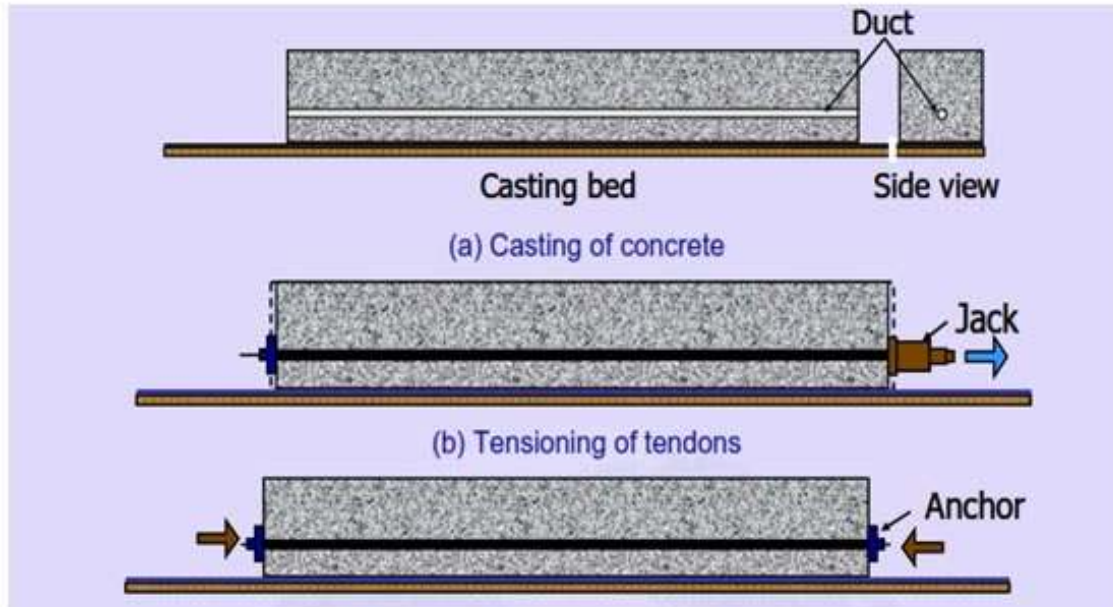 Duct
Casting bed
Side view
(a) Casting of concrete
Jack
(b) Tensioning of tendons
Anchor